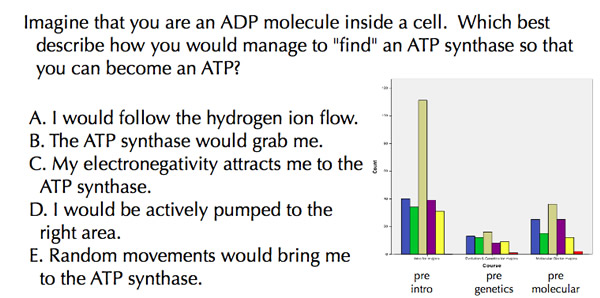 Imagine that you are an ADP molecule inside a cell. Which best
describe how you would manage to "find" an ATP synthase so that
you can become an ATP?
A. I would follow the hydrogen ion flow.
B. The ATP synthase would grab me.
C. My electronegativity attracts me to the
ATP synthase.
D. I would be actively pumped to the
right area.
E. Random movements would bring me
to the ATP synthase.
Count
Course
pre
intro
pre
genetics
pre
molecular